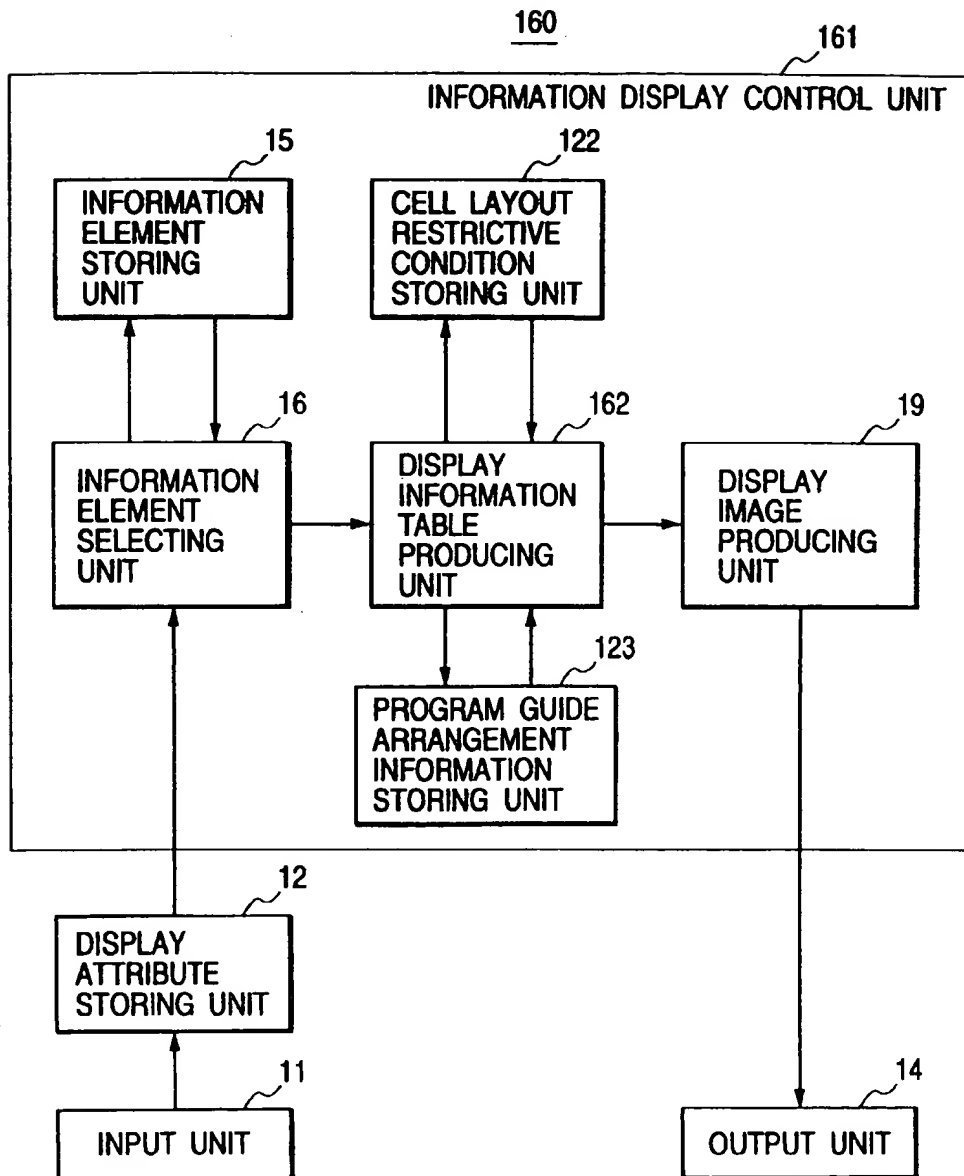 160
161
INFORMATION DISPLAY CONTROL UNIT
15
INFORMATION
ELEMENT
STORING
UNIT
122
CELL LAYOUT
RESTRICTIVE
CONDITION
STORING UNIT
16
INFORMATION
ELEMENT
SELECTING
UNIT
162
DISPLAY
INFORMATION
TABLE
PRODUCING
UNIT
19
DISPLAY
IMAGE
PRODUCING
UNIT
123
PROGRAM GUIDE
ARRANGEMENT
INFORMATION
STORING UNIT
12
DISPLAY
ATTRIBUTE
STORING UNIT
11
INPUT UNIT
14
OUTPUT UNIT